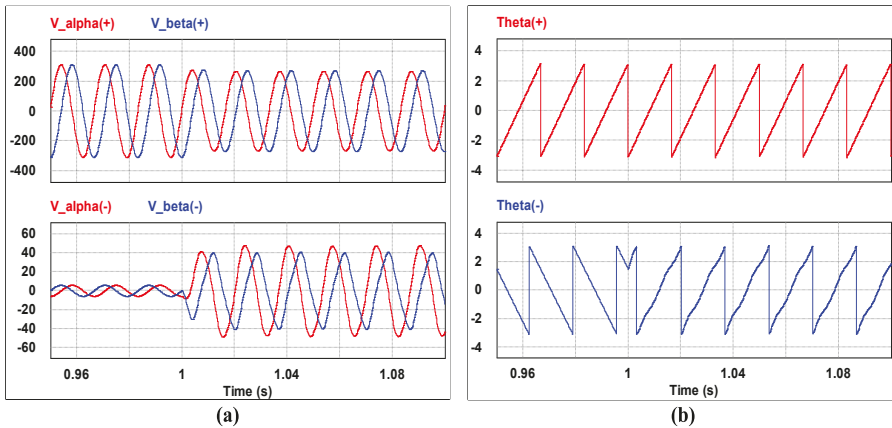 V_alpha(+) V_beta(+)
400
200
0
-200
-400
V_alpha(-) V_beta(-)
60
40
20
0
-20
-40
-60
0.96 1 1.04 1.08
Time (s)
(a)
Theta(+)
4
2
0
-2
-4
Theta(-)
4
2
0
-2
-4
0.96 1 1.04 1.08
Time (s)
(b)